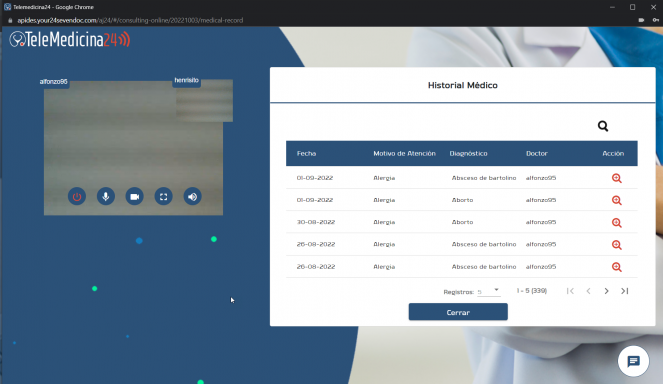 Telemedicina24 - Google Chrome
apides.your24sevendoc.com/aj24/#/consulting-online/20221003/medical-record
TeleMedicina24
alfonzo95
henrisito
Historial Médico
Fecha Motivo de Atención Diagnóstico Doctor Acción
01-09-2022 Alergia Absceso de bartolino alfonzo95
01-09-2022 Alergia Aborto alfonzo95
30-08-2022 Alergia Aborto alfonzo95
26-08-2022 Alergia Absceso de bartolino alfonzo95
26-08-2022 Alergia Absceso de bartolino alfonzo95
Registros: 5 1 - 5 (339)
Cerrar